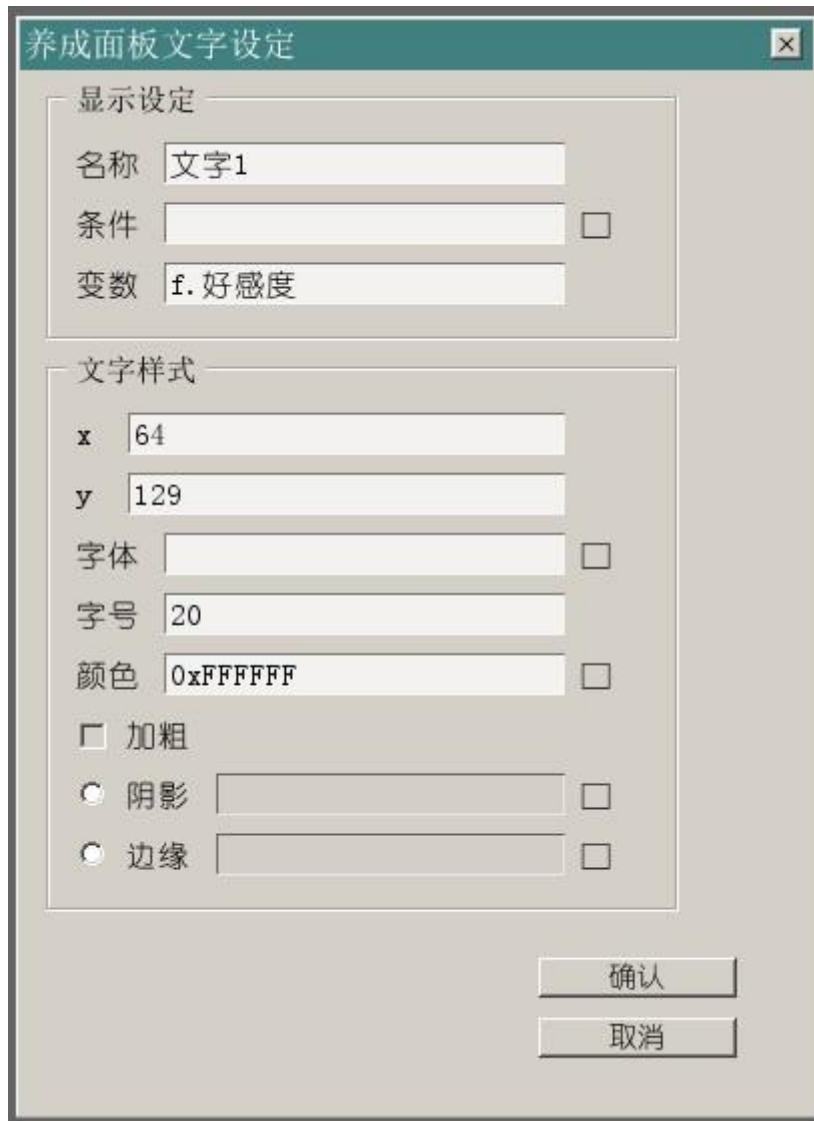 养成面板文字设定
显示设定
名称 文字1
条件
变数 f.好感度
文字样式
x 64
y 129
字体
字号 20
颜色 0xFFFFFF
加粗
阴影
边缘
确认
取消